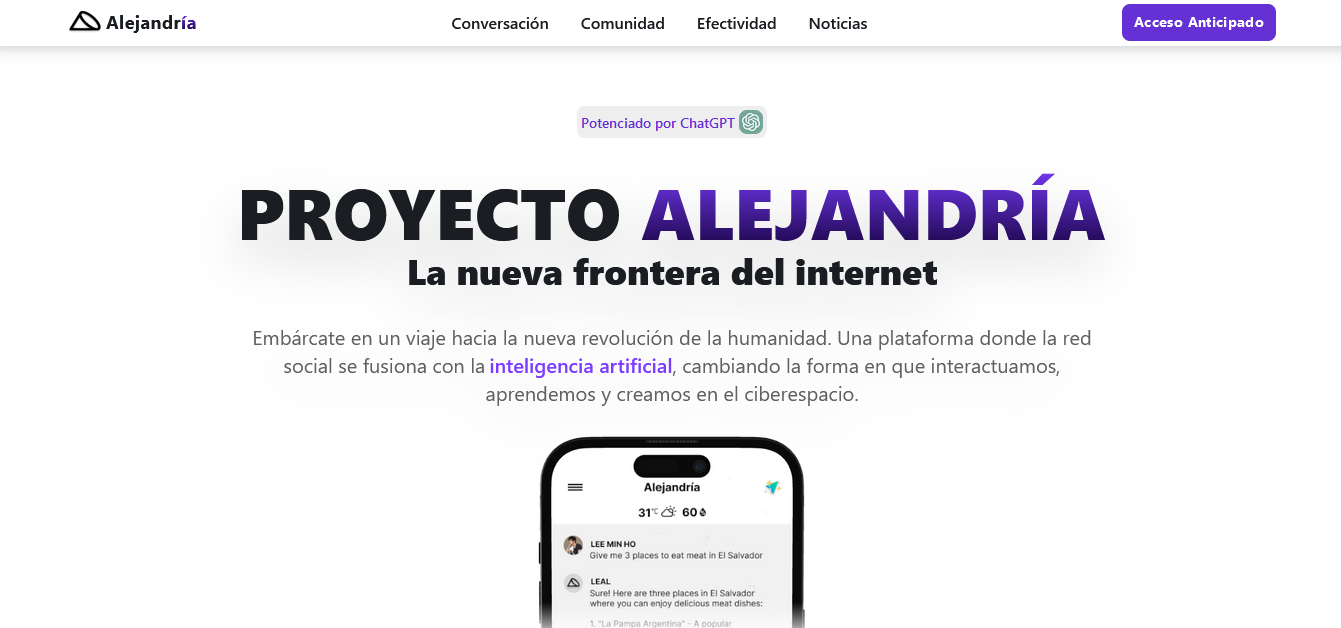 Alejandría
Conversación
Comunidad
Efectividad
Noticias
Acceso Anticipado
Potenciado por ChatGPT
PROYECTO ALEJANDRÍA
La nueva frontera del internet
Embárcate en un viaje hacia la nueva revolución de la humanidad. Una plataforma donde la red
social se fusiona con la inteligencia artificial, cambiando la forma en que interactuamos,
aprendemos y creamos en el ciberespacio.
Alejandría
31°C 60
LEE MIN HO
Give me 3 places to eat meat in El Salvador
LEAL
Sure! Here are three places in El Salvador
where you can enjoy delicious meat dishes:
1. "La Pampa Argentina" - A popular